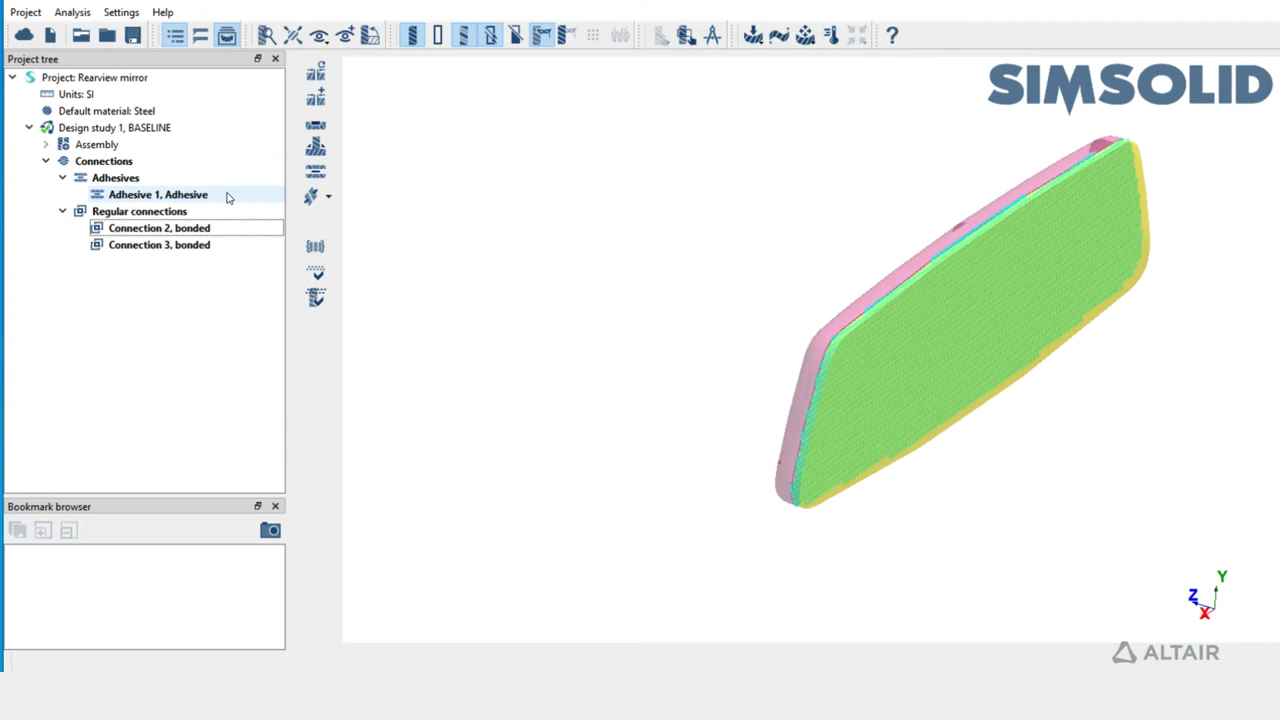 Project Analysis Settings Help
Project tree
Project: Rearview mirror
Units: SI
Default material: Steel
Design study 1, BASELINE
Assembly
Connections
Adhesives
Adhesive 1, Adhesive
Regular connections
Connection 2, bonded
Connection 3, bonded
Bookmark browser
SIMSOLID
Y
Z
X
ALTAIR